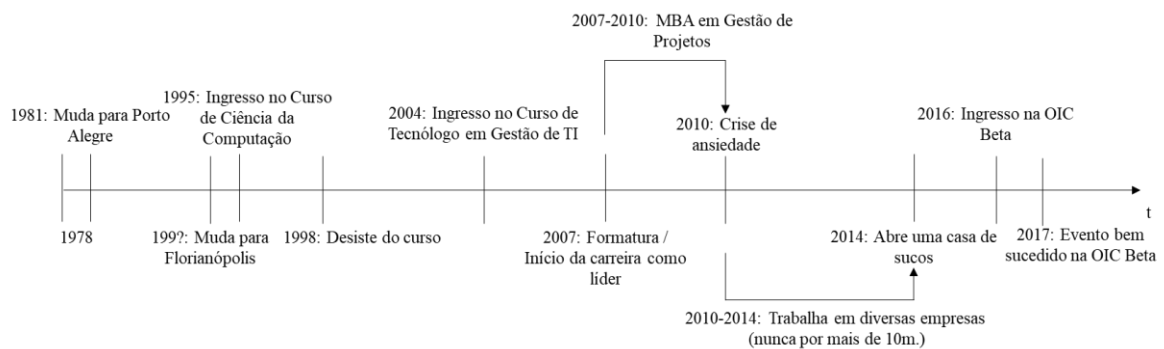 2007-2010: MBA em Gestão de
Projetos
1981: Muda para Porto
Alegre
1995: Ingresso no Curso
de Ciência da
Computação
2004: Ingresso no Curso de
Tecnólogo em Gestão de TI
2010: Crise de
ansiedade
2016: Ingresso na OIC
Beta
t
1978
199?: Muda para
Florianópolis
1998: Desiste do curso
2007: Formatura /
Início da carreira como
líder
2014: Abre uma casa de
sucos
2017: Evento bem
sucedido na OIC Beta
2010-2014: Trabalha em diversas empresas
(nunca por mais de 10m.)